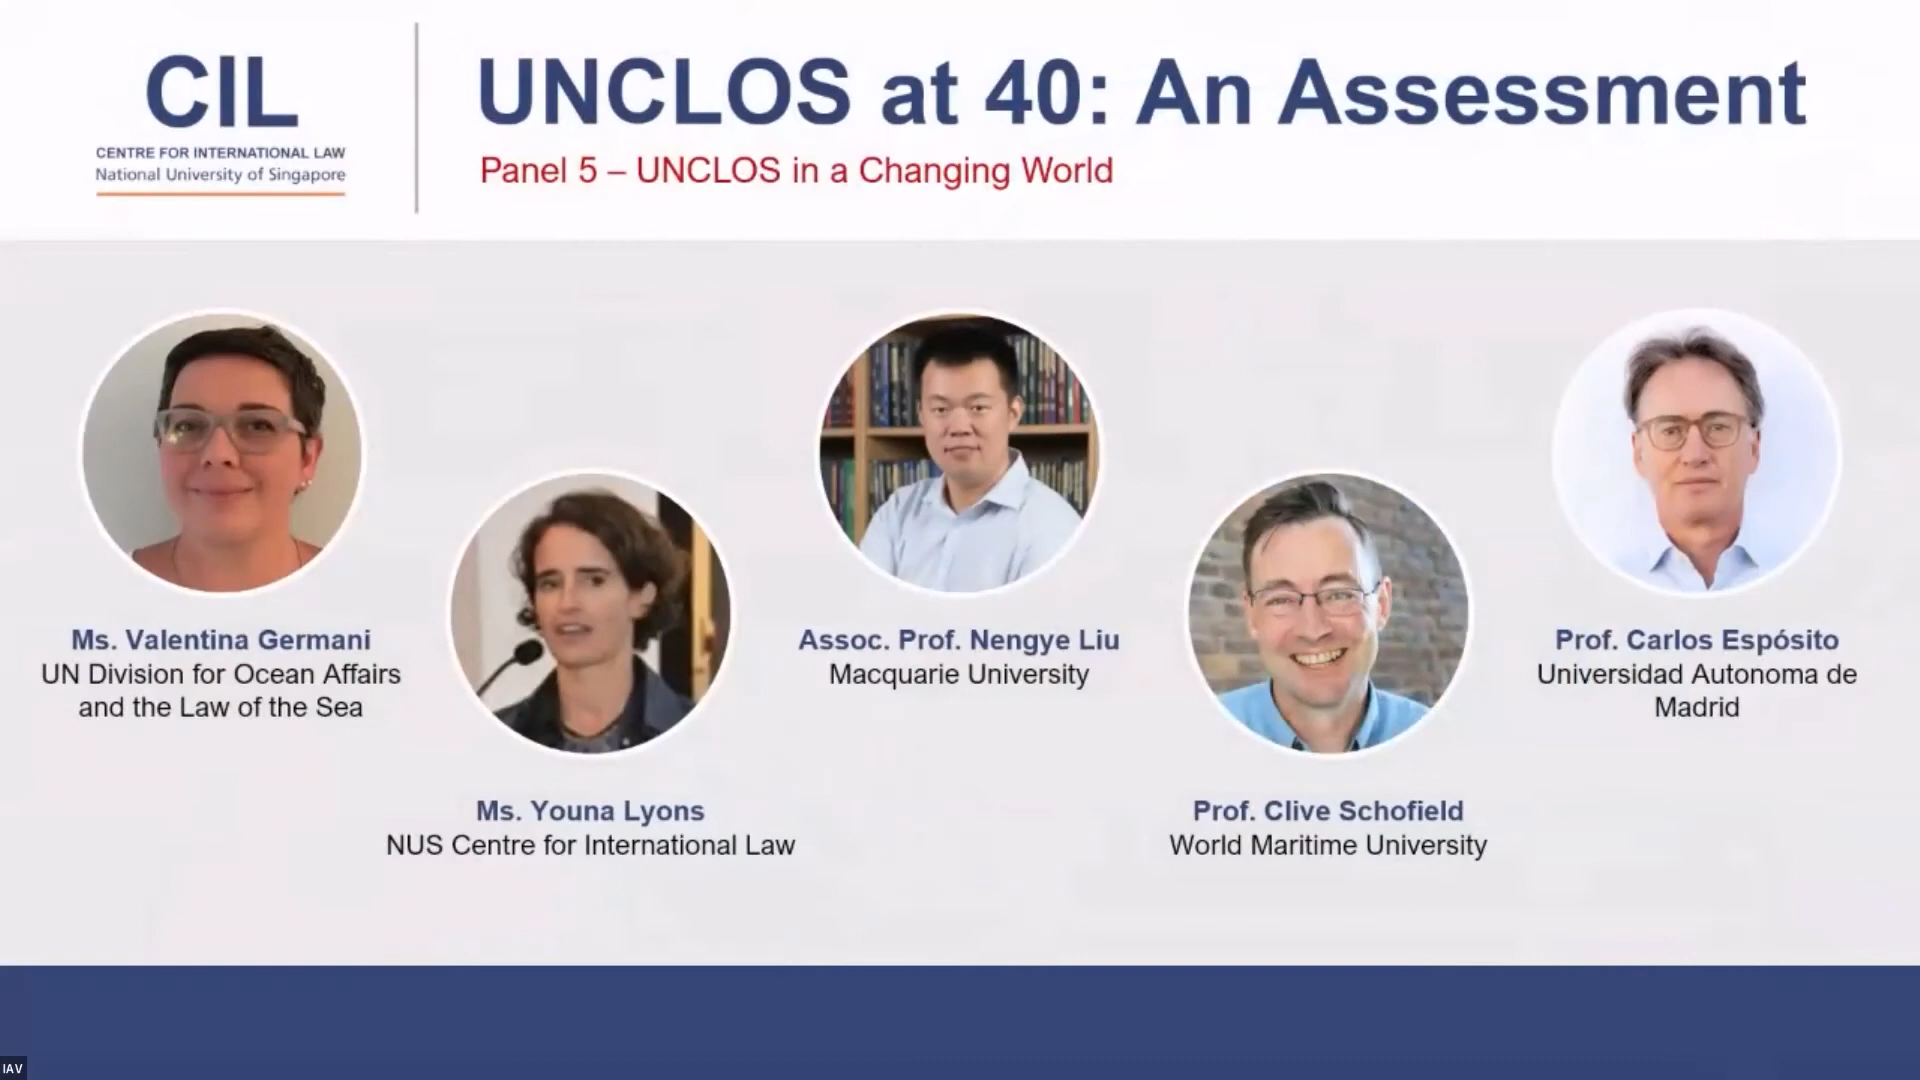 CIL
CENTRE FOR INTERNATIONAL LAW
National University of Singapore
UNCLOS at 40: An Assessment
Panel 5 – UNCLOS in a Changing World
Ms. Valentina Germani
UN Division for Ocean Affairs
and the Law of the Sea
Ms. Youna Lyons
NUS Centre for International Law
Assoc. Prof. Nengye Liu
Macquarie University
Prof. Clive Schofield
World Maritime University
Prof. Carlos Espósito
Universidad Autonoma de
Madrid
IAV